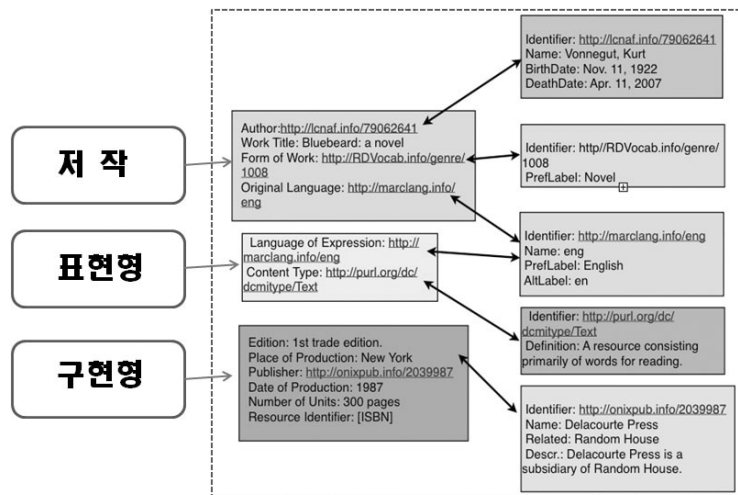 저 작
표현형
구현형
Author:http://lcnaf.info/79062641
Work Title: Bluebeard: a novel
Form of Work: http://RDVocab.info/genre/
1008
Original Language: http://marclang.info/
eng
Language of Expression: http://
marclang.info/eng
Content Type: http://purl.org/dc/
dcmitype/Text
Edition: 1st trade edition.
Place of Production: New York
Publisher: http://onixpub.info/2039987
Date of Production: 1987
Number of Units: 300 pages
Resource Identifier: [ISBN]
Identifier: http://lcnaf.info/79062641
Name: Vonnegut, Kurt
BirthDate: Nov. 11, 1922
DeathDate: Apr. 11, 2007
Identifier: http//RDVocab.info/genre/
1008
PrefLabel: Novel
Identifier: http://marclang.info/eng
Name: eng
PrefLabel: English
AltLabel: en
Identifier: http://purl.org/dc/
dcmitype/Text
Definition: A resource consisting
primarily of words for reading.
Identifier: http://onixpub.info/2039987
Name: Delacourte Press
Related: Random House
Descr.: Delacourte Press is a
subsidiary of Random House.